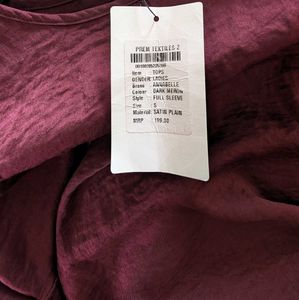 PREM TEXTILES 2
Item : TOPS
GENDER: LADIES
Brand : ANNABELLE
Colour : DARK MEROON
Style : FULL SLEEVE
Size : S
Material: SATIN PLAIN
MRP : 199.00